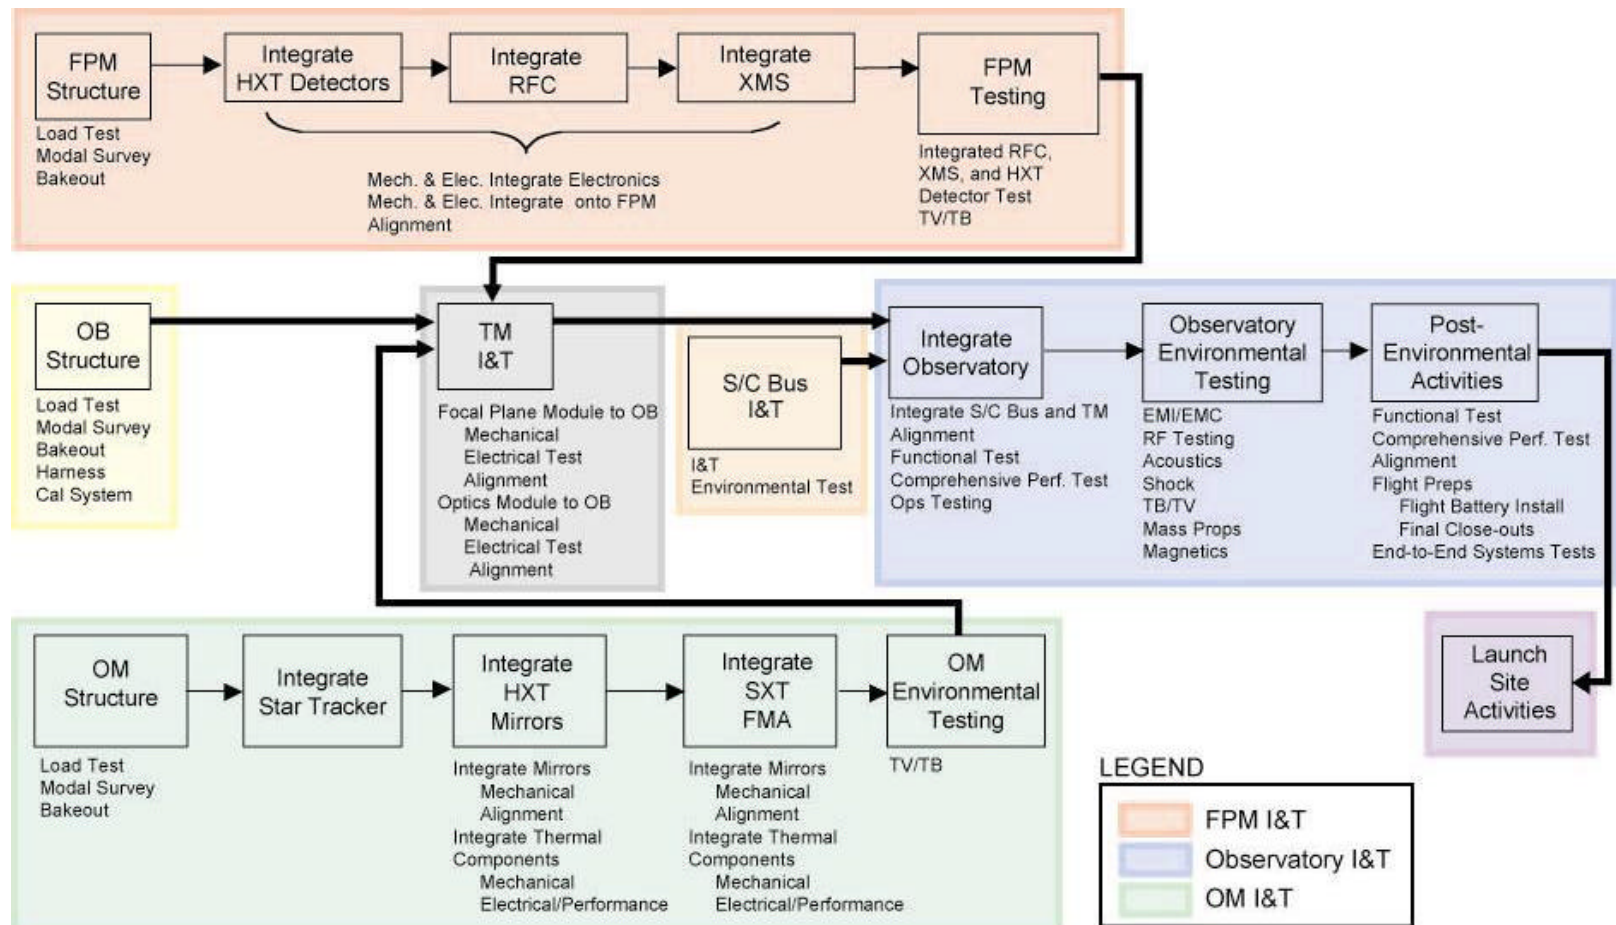 FPM
Structure
Load Test
Modal Survey
Bakeout
Integrate
HXT Detectors
Integrate
RFC
Integrate
XMS
Mech. & Elec. Integrate Electronics
Mech. & Elec. Integrate onto FPM
Alignment
FPM
Testing
Integrated RFC,
XMS, and HXT
Detector Test
TV/TB
OB
Structure
Load Test
Modal Survey
Bakeout
Harness
Cal System
TM
I&T
Focal Plane Module to OB
Mechanical
Electrical Test
Alignment
Optics Module to OB
Mechanical
Electrical Test
Alignment
S/C Bus
I&T
I&T
Environmental Test
Integrate
Observatory
Integrate S/C Bus and TM
Alignment
Functional Test
Comprehensive Perf. Test
Ops Testing
Observatory
Environmental
Testing
EMI/EMC
RF Testing
Acoustics
Shock
TB/TV
Mass Props
Magnetics
Post-
Environmental
Activities
Functional Test
Comprehensive Perf. Test
Alignment
Flight Preps
Flight Battery Install
Final Close-outs
End-to-End Systems Tests
OM
Structure
Load Test
Modal Survey
Bakeout
Integrate
Star Tracker
Integrate
HXT
Mirrors
Integrate Mirrors
Mechanical
Alignment
Integrate Thermal
Components
Mechanical
Electrical/Performance
Integrate
SXT
FMA
Integrate Mirrors
Mechanical
Alignment
Integrate Thermal
Components
Mechanical
Electrical/Performance
OM
Environmental
Testing
TV/TB
Launch
Site
Activities
LEGEND
FPM I&T
Observatory I&T
OM I&T